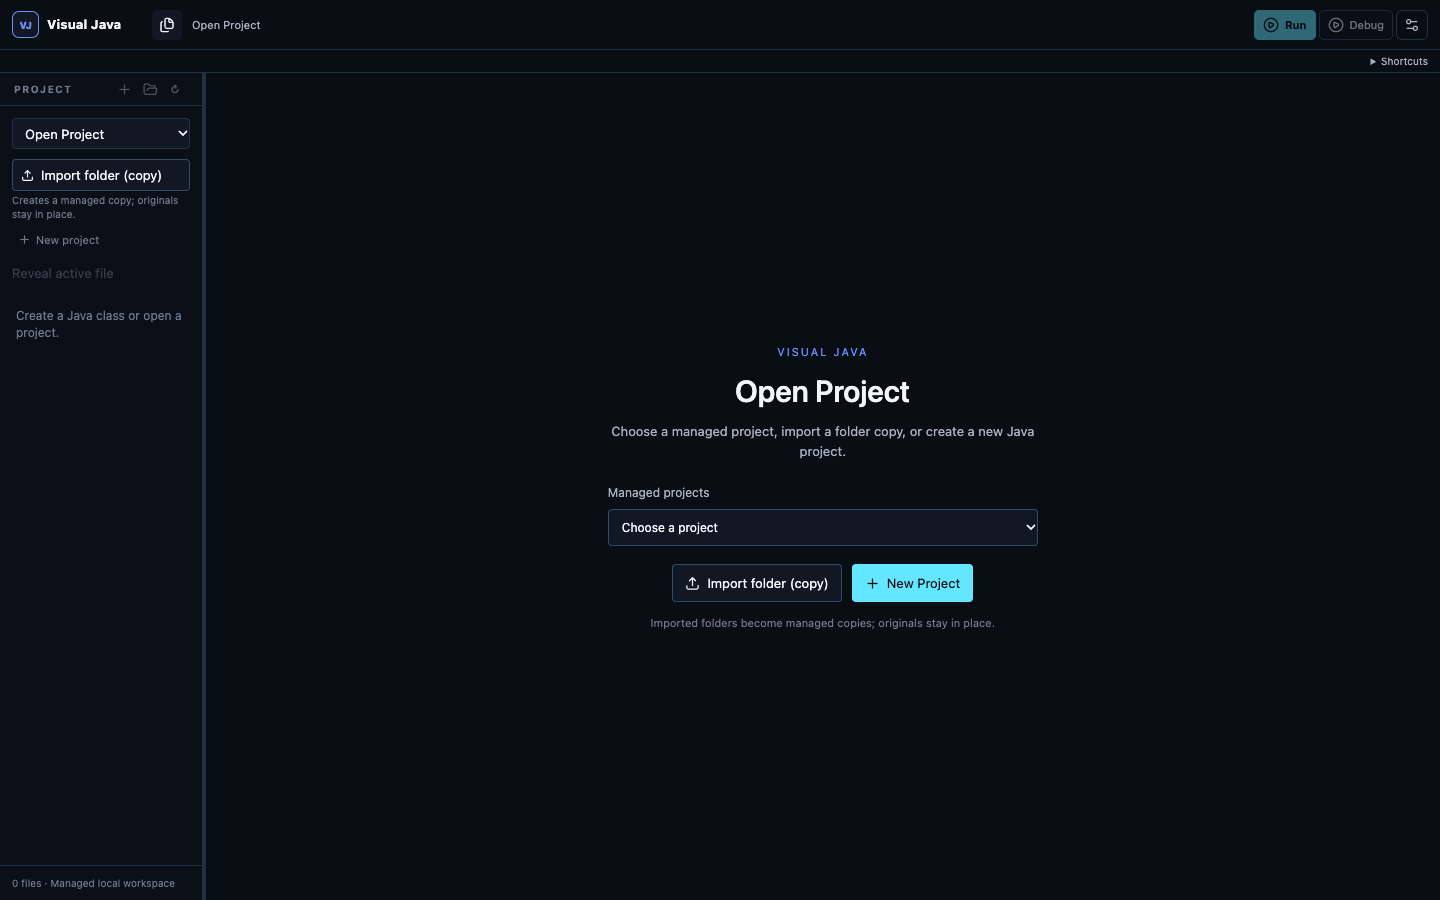 VJ Visual Java
Open Project
Run
Debug
Shortcuts
PROJECT
Open Project
Import folder (copy)
Creates a managed copy; originals
stay in place.
New project
Reveal active file
Create a Java class or open a
project.
VISUAL JAVA
Open Project
Choose a managed project, import a folder copy, or create a new Java
project.
Managed projects
Choose a project
Import folder (copy)
New Project
Imported folders become managed copies; originals stay in place.
0 files · Managed local workspace